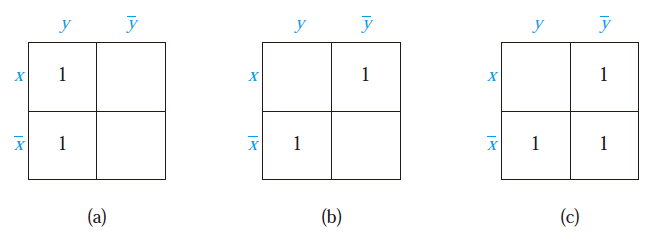 y y̅ y y̅ y y̅
x 1 x 1 x 1
x̅ 1 x̅ 1 x̅ 1 1
(a) (b) (c)